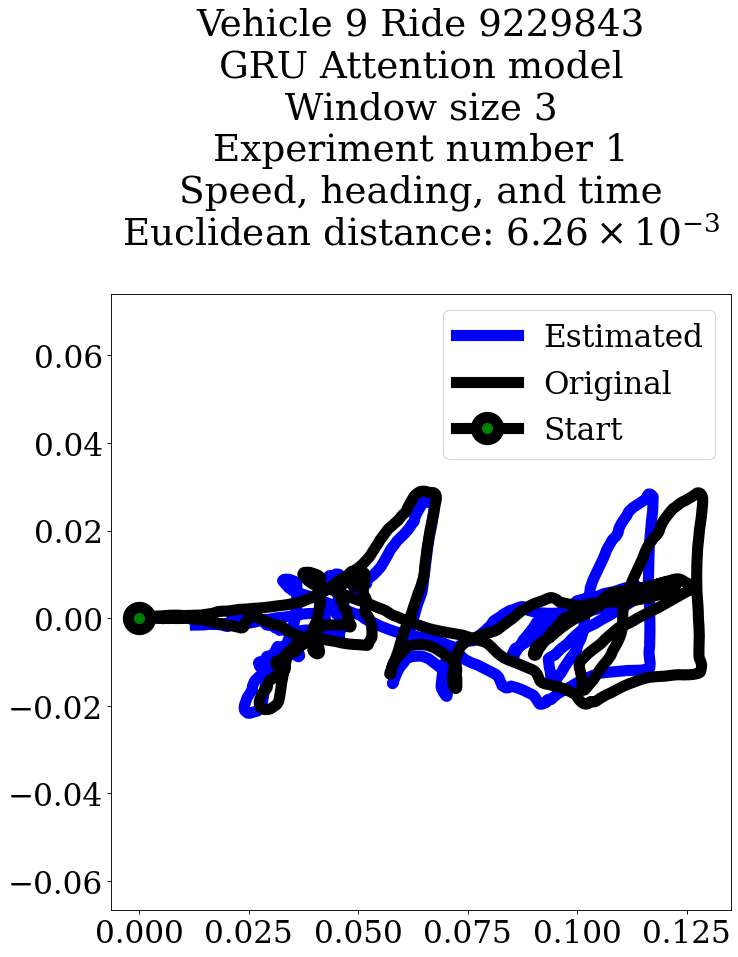 Vehicle 9 Ride 9229843
GRU Attention model
Window size 3
Experiment number 1
Speed, heading, and time
Euclidean distance: 6.26 × 10⁻³
Estimated
Original
Start
0.06
0.04
0.02
0.00
−0.02
−0.04
−0.06
0.000 0.025 0.050 0.075 0.100 0.125